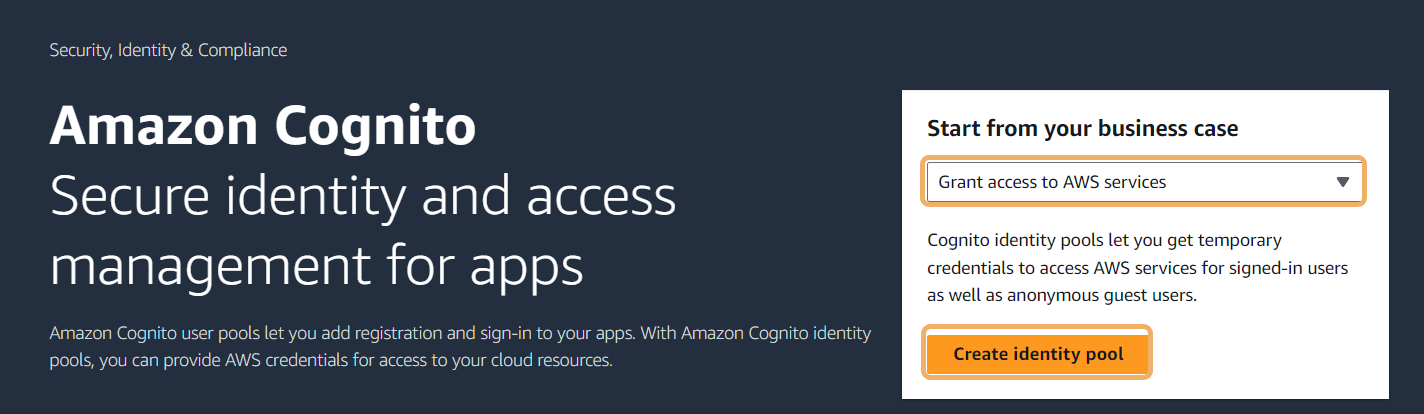 Security, Identity & Compliance
Amazon Cognito
Secure identity and access
management for apps
Amazon Cognito user pools let you add registration and sign-in to your apps. With Amazon Cognito identity
pools, you can provide AWS credentials for access to your cloud resources.
Start from your business case
Grant access to AWS services
Cognito identity pools let you get temporary
credentials to access AWS services for signed-in users
as well as anonymous guest users.
Create identity pool